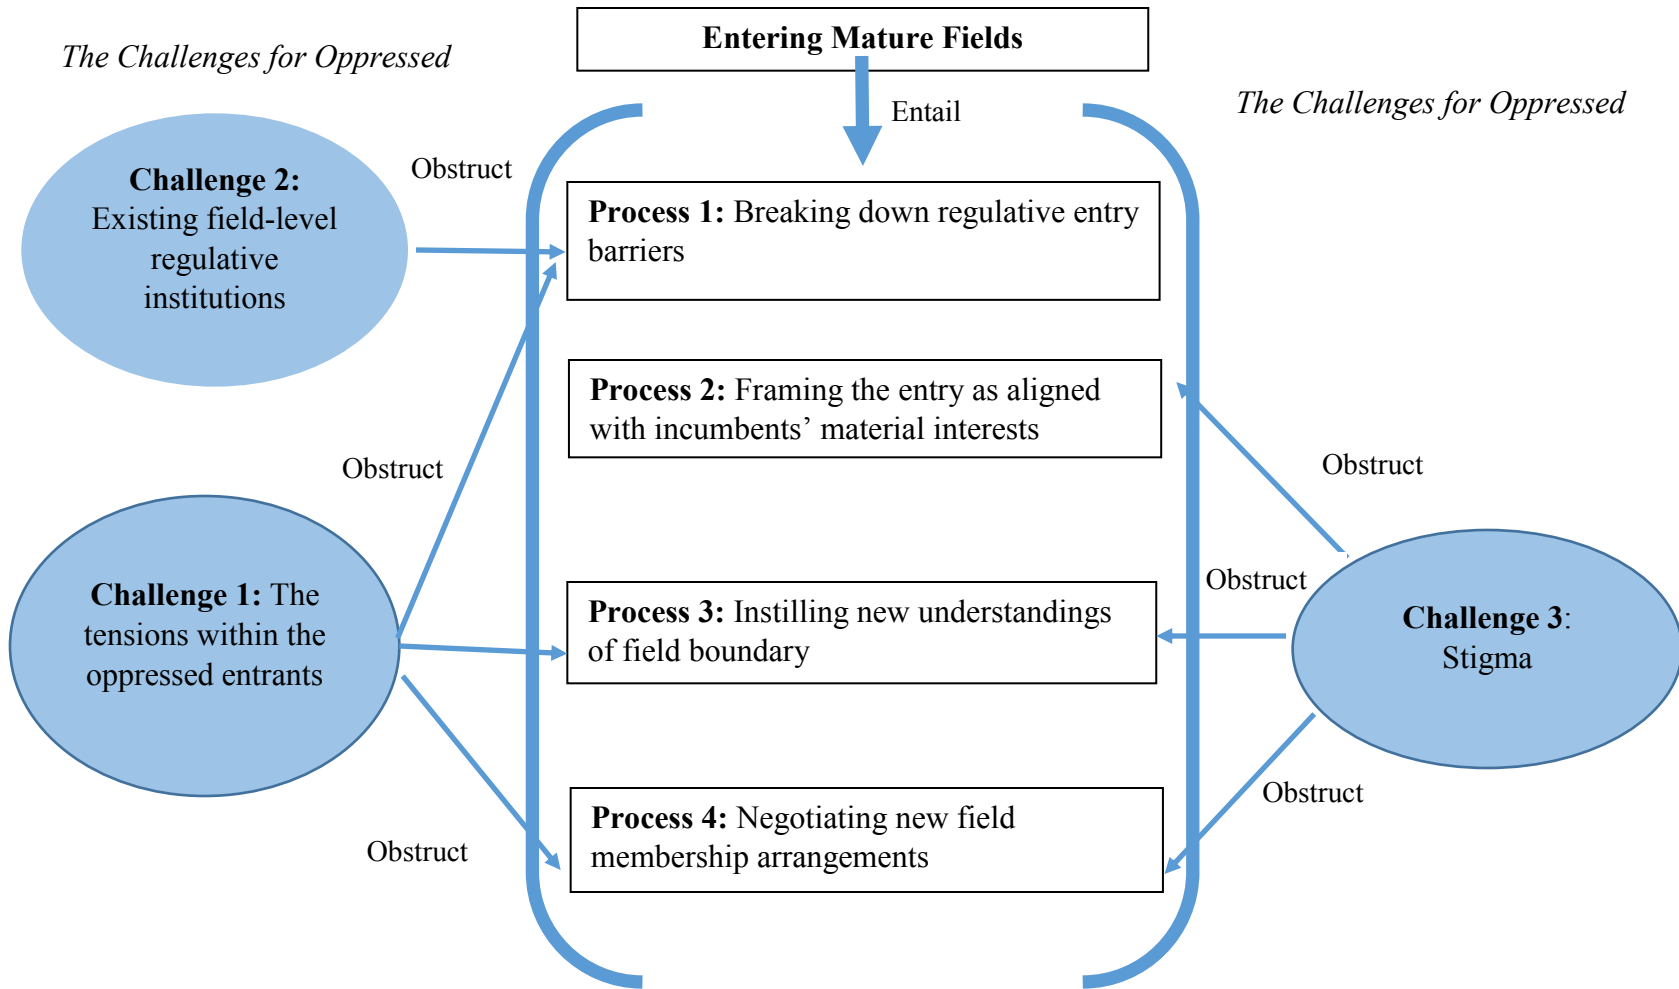 Entering Mature Fields
The Challenges for Oppressed
The Challenges for Oppressed
Entail
Challenge 2:
Existing field-level
regulative
institutions
Obstruct
Process 1: Breaking down regulative entry
barriers
Process 2: Framing the entry as aligned
with incumbents’ material interests
Obstruct
Obstruct
Challenge 1: The
tensions within the
oppressed entrants
Process 3: Instilling new understandings
of field boundary
Obstruct
Challenge 3:
Stigma
Process 4: Negotiating new field
membership arrangements
Obstruct
Obstruct